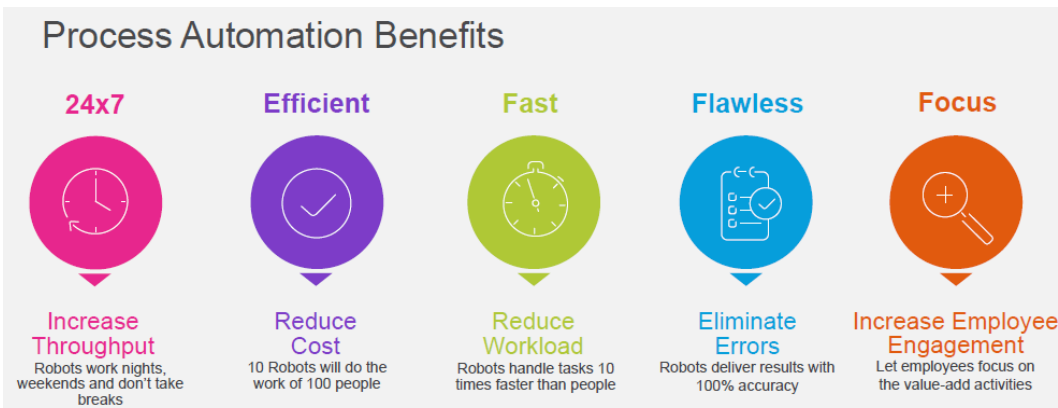 Process Automation Benefits
24x7
Efficient
Fast
Flawless
Focus
Increase
Throughput
Robots work nights,
weekends and don't take
breaks
Reduce
Cost
10 Robots will do the
work of 100 people
Reduce
Workload
Robots handle tasks 10
times faster than people
Eliminate
Errors
Robots deliver results with
100% accuracy
Increase Employee
Engagement
Let employees focus on
the value-add activities